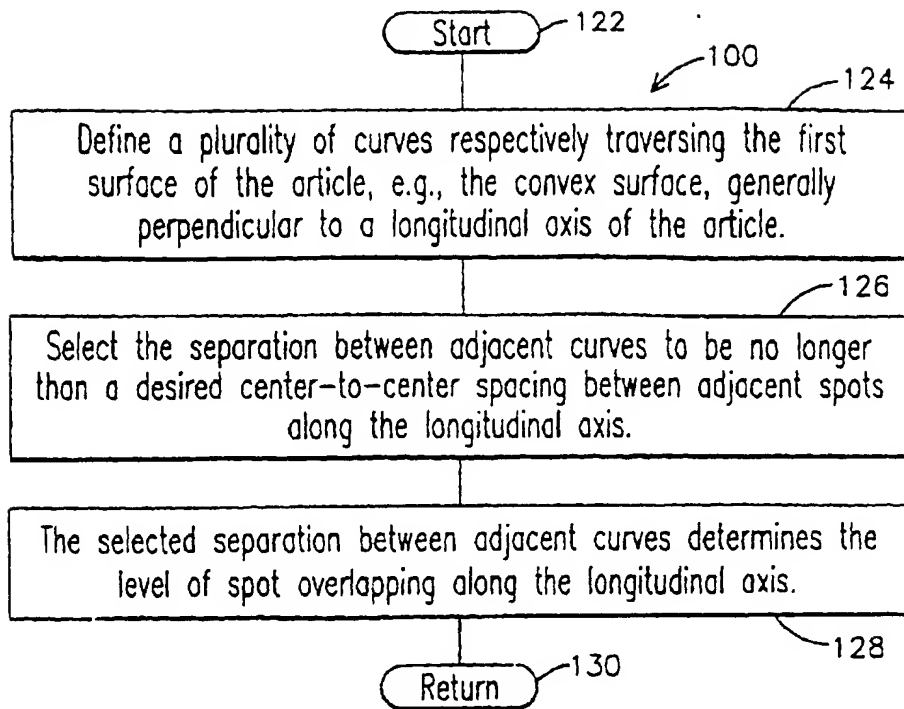 Start
122
100
124
Define a plurality of curves respectively traversing the first
surface of the article, e.g., the convex surface, generally
perpendicular to a longitudinal axis of the article.
126
Select the separation between adjacent curves to be no longer
than a desired center-to-center spacing between adjacent spots
along the longitudinal axis.
The selected separation between adjacent curves determines the
level of spot overlapping along the longitudinal axis.
128
Return
130